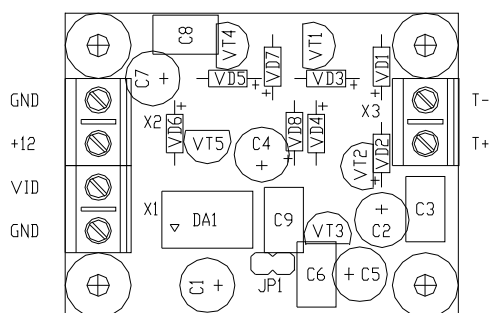 C8
VT4
VT1
VD7
VD1
C7
VD5
VD3
GND
T-
X2
VD6
VD8
VD4
X3
+12
VT5
C4
VD2
T+
VT2
VID
X1
DA1
C9
C3
GND
VT3
C2
JP1
C6
C5
C1